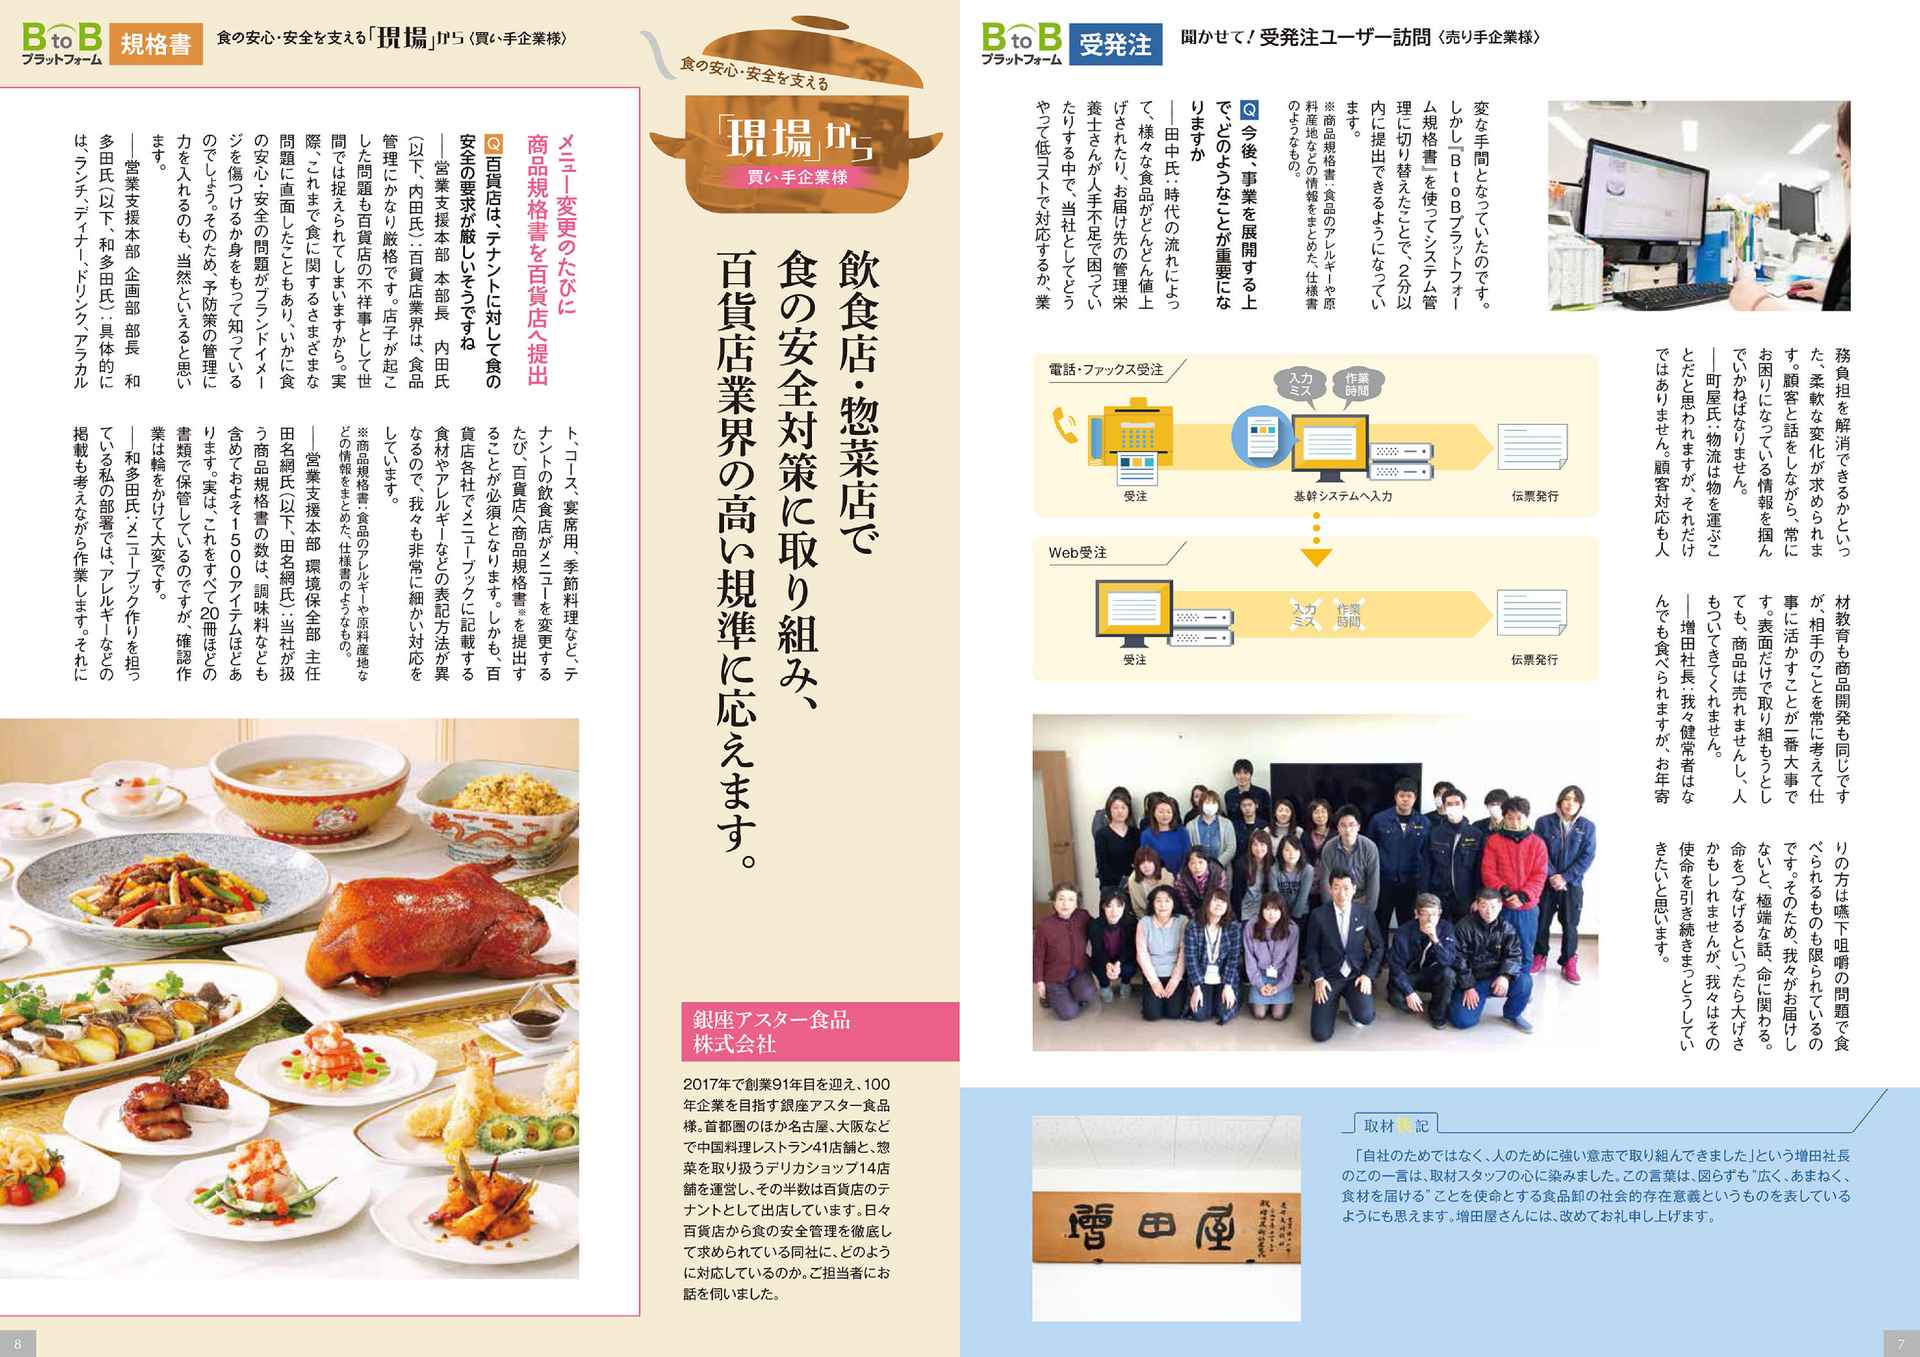 BtoB
プラットフォーム
受発注
聞かせて！受発注ユーザー訪問〈売り手企業様〉
変な手間となっていたのです。
しかし『ＢtoＢプラットフォー
ム規格書』を使ってシステム管
理に切り替えたことで、２分以
内に提出できるようになってい
ます。
※商品規格書：食品のアレルギーや原
料産地などの情報をまとめた、仕様書
のようなもの。
Q 今後、事業を展開する上
で、どのようなことが重要にな
りますか
――田中氏：時代の流れによっ
て、様々な食品がどんどん値上
げされたり、お届け先の管理栄
養士さんが人手不足で困ってい
たりする中で、当社としてどう
やって低コストで対応するか、業
務負担を解消できるかといっ
た、柔軟な変化が求められま
す。顧客と話をしながら、常に
お困りになっている情報を掴ん
でいかねばなりません。
――町屋氏：物流は物を運ぶこ
とだと思われますが、それだけ
ではありません。顧客対応も人
材教育も商品開発も同じです
が、相手のことを常に考えて仕
事に活かすことが一番大事で
す。表面だけで取り組もうとし
ても、商品は売れませんし、人
もついてきてくれません。
――増田社長：我々健常者はな
んでも食べられますが、お年寄
りの方は嚥下咀嚼の問題で食
べられるものも限られているの
です。そのため、我々がお届けし
ないと、極端な話、命に関わる。
命をつなげるといったら大げさ
かもしれませんが、我々はその
使命を引き続きまっとうしてい
きたいと思います。
電話・ファックス受注
入力
ミス
作業
時間
受注
基幹システムへ入力
伝票発行
Web受注
入力
ミス
作業
時間
受注
伝票発行
増田屋
取材後記
「自社のためではなく、人のために強い意志で取り組んできました」という増田社長
のこの一言は、取材スタッフの心に染みました。この言葉は、図らずも“広く、あまねく、
食材を届ける”ことを使命とする食品卸の社会的存在意義というものを表している
ようにも思えます。増田屋さんには、改めてお礼申し上げます。
7
BtoB
プラットフォーム
規格書
食の安心・安全を支える「現場」から〈買い手企業様〉
食の安心・安全を支える
「現場」から
買い手企業様
飲食店・惣菜店で
食の安全対策に取り組み、
百貨店業界の高い規準に応えます。
銀座アスター食品
株式会社
2017年で創業91年目を迎え、100
年企業を目指す銀座アスター食品
様。首都圏のほか名古屋、大阪など
で中国料理レストラン41店舗と、惣
菜を取り扱うデリカショップ14店
舗を運営し、その半数は百貨店のテ
ナントとして出店しています。日々
百貨店から食の安全管理を徹底し
て求められている同社に、どのよう
に対応しているのか。ご担当者にお
話を伺いました。
メニュー変更のたびに
商品規格書を百貨店へ提出
Q 百貨店は、テナントに対して食の
安全の要求が厳しいそうですね
――営業支援本部 本部長 内田氏
（以下、内田氏）：百貨店業界は、食品
管理にかなり厳格です。店子が起こ
した問題も百貨店の不祥事として世
間では捉えられてしまいますから。実
際、これまで食に関するさまざまな
問題に直面したこともあり、いかに食
の安心・安全の問題がブランドイメー
ジを傷つけるか身をもって知っている
のでしょう。そのため、予防策の管理に
力を入れるのも、当然といえると思い
ます。
――営業支援本部 企画部 部長 和
多田氏（以下、和多田氏）：具体的に
は、ランチ、ディナー、ドリンク、アラカル
ト、コース、宴席用、季節料理など、テ
ナントの飲食店がメニューを変更する
たび、百貨店へ商品規格書※を提出す
ることが必須となります。しかも、百
貨店各社でメニューブックに記載する
食材やアレルギーなどの表記方法が異
なるので、我々も非常に細かい対応を
しています。
※商品規格書：食品のアレルギーや原料産地な
どの情報をまとめた、仕様書のようなもの。
――営業支援本部 環境保全部 主任
田名網氏（以下、田名網氏）：当社が扱
う商品規格書の数は、調味料なども
含めておよそ１５００アイテムほどあ
ります。実は、これをすべて20冊ほどの
書類で保管しているのですが、確認作
業は輪をかけて大変です。
――和多田氏：メニューブック作りを担っ
ている私の部署では、アレルギーなどの
掲載も考えながら作業します。それに
8